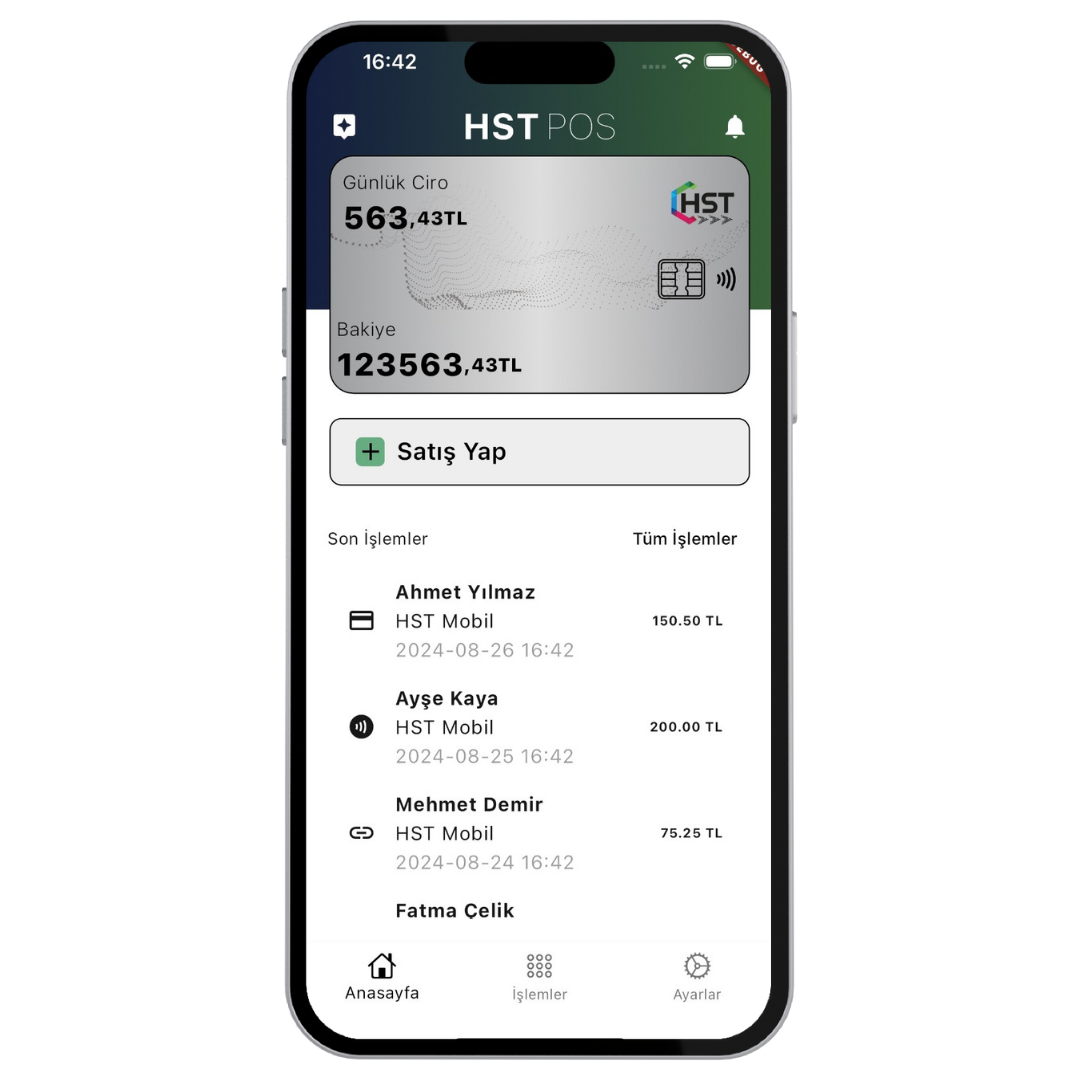 16:42
HST POS
Günlük Ciro
563,43TL
HST
Bakiye
123563,43TL
Satış Yap
Son İşlemler
Tüm İşlemler
Ahmet Yılmaz
HST Mobil
150.50 TL
2024-08-26 16:42
Ayşe Kaya
HST Mobil
200.00 TL
2024-08-25 16:42
Mehmet Demir
HST Mobil
75.25 TL
2024-08-24 16:42
Fatma Çelik
Anasayfa
İşlemler
Ayarlar